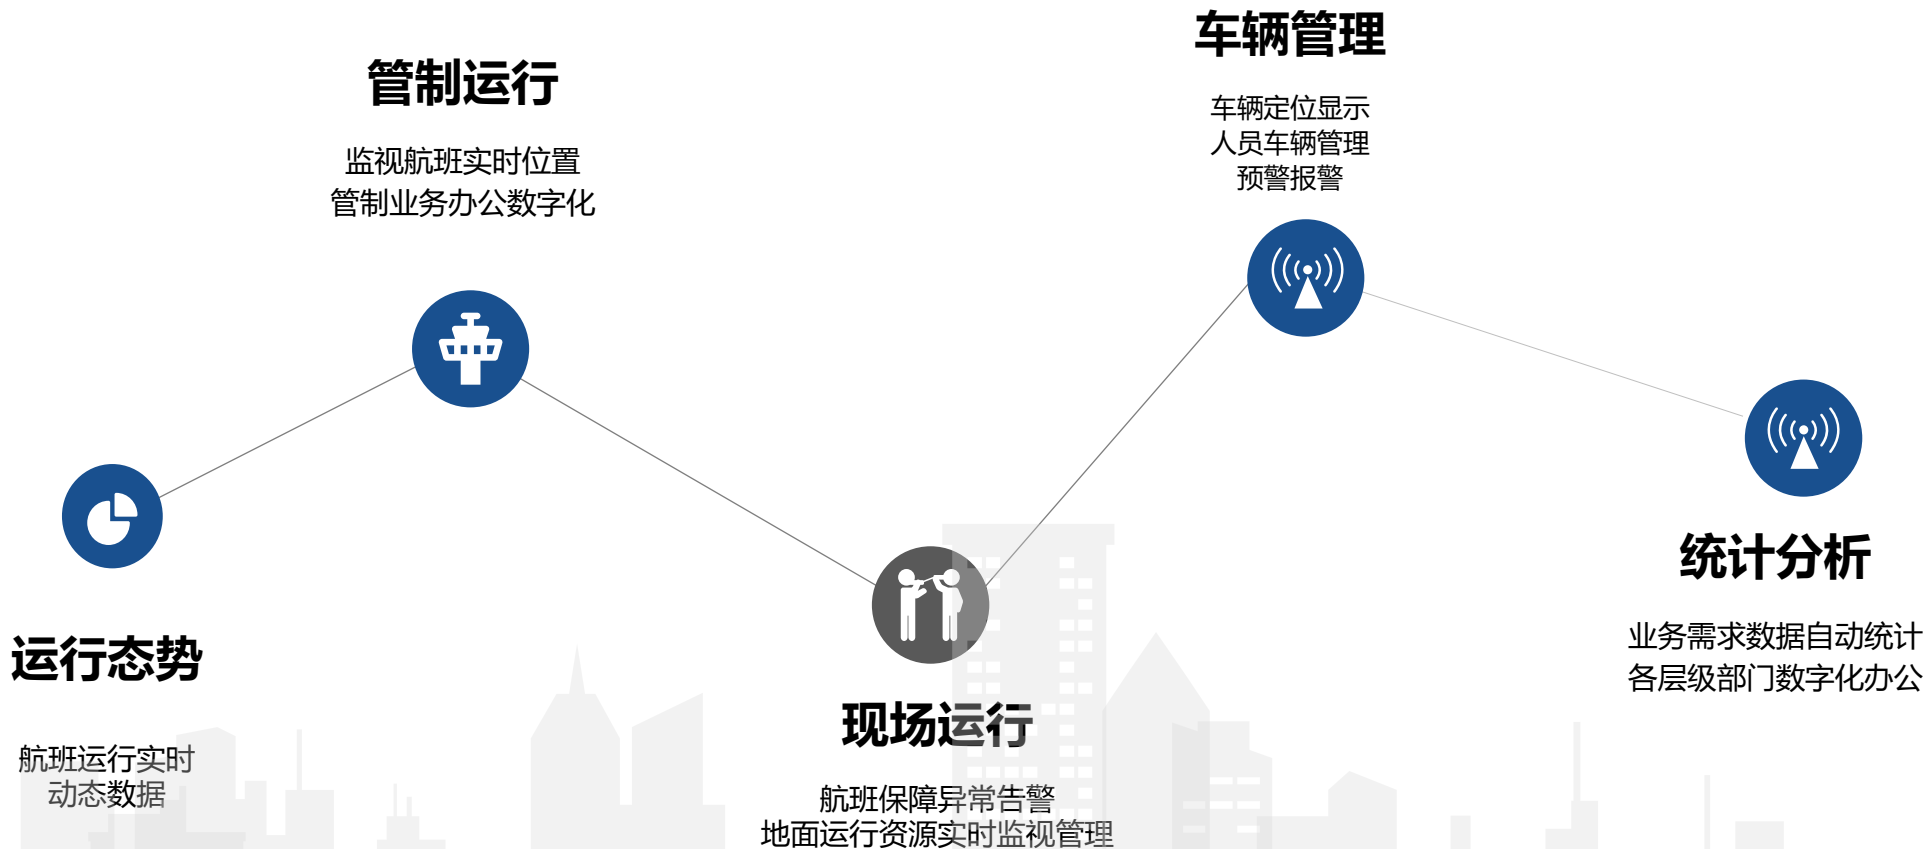 运行态势
航班运行实时
动态数据
管制运行
监视航班实时位置
管制业务办公数字化
现场运行
航班保障异常告警
地面运行资源实时监视管理
车辆管理
车辆定位显示
人员车辆管理
预警报警
统计分析
业务需求数据自动统计
各层级部门数字化办公